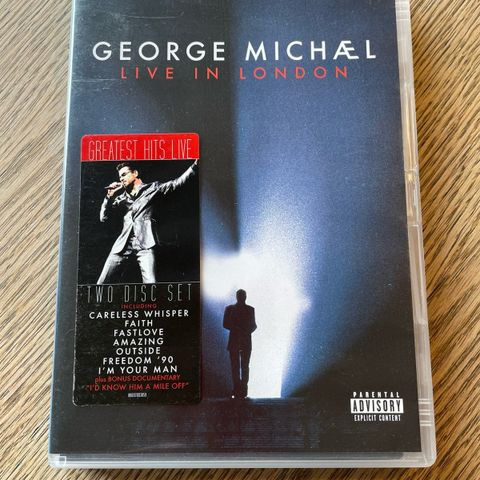 GEORGE MICHÆL
LIVE IN LONDON
GREATEST HITS LIVE
TWO DISC SET
INCLUDING
CARELESS WHISPER
FAITH
FASTLOVE
AMAZING
OUTSIDE
FREEDOM '90
I'M YOUR MAN
plus BONUS DOCUMENTARY
"I'D KNOW HIM A MILE OFF"
PARENTAL
ADVISORY
EXPLICIT CONTENT